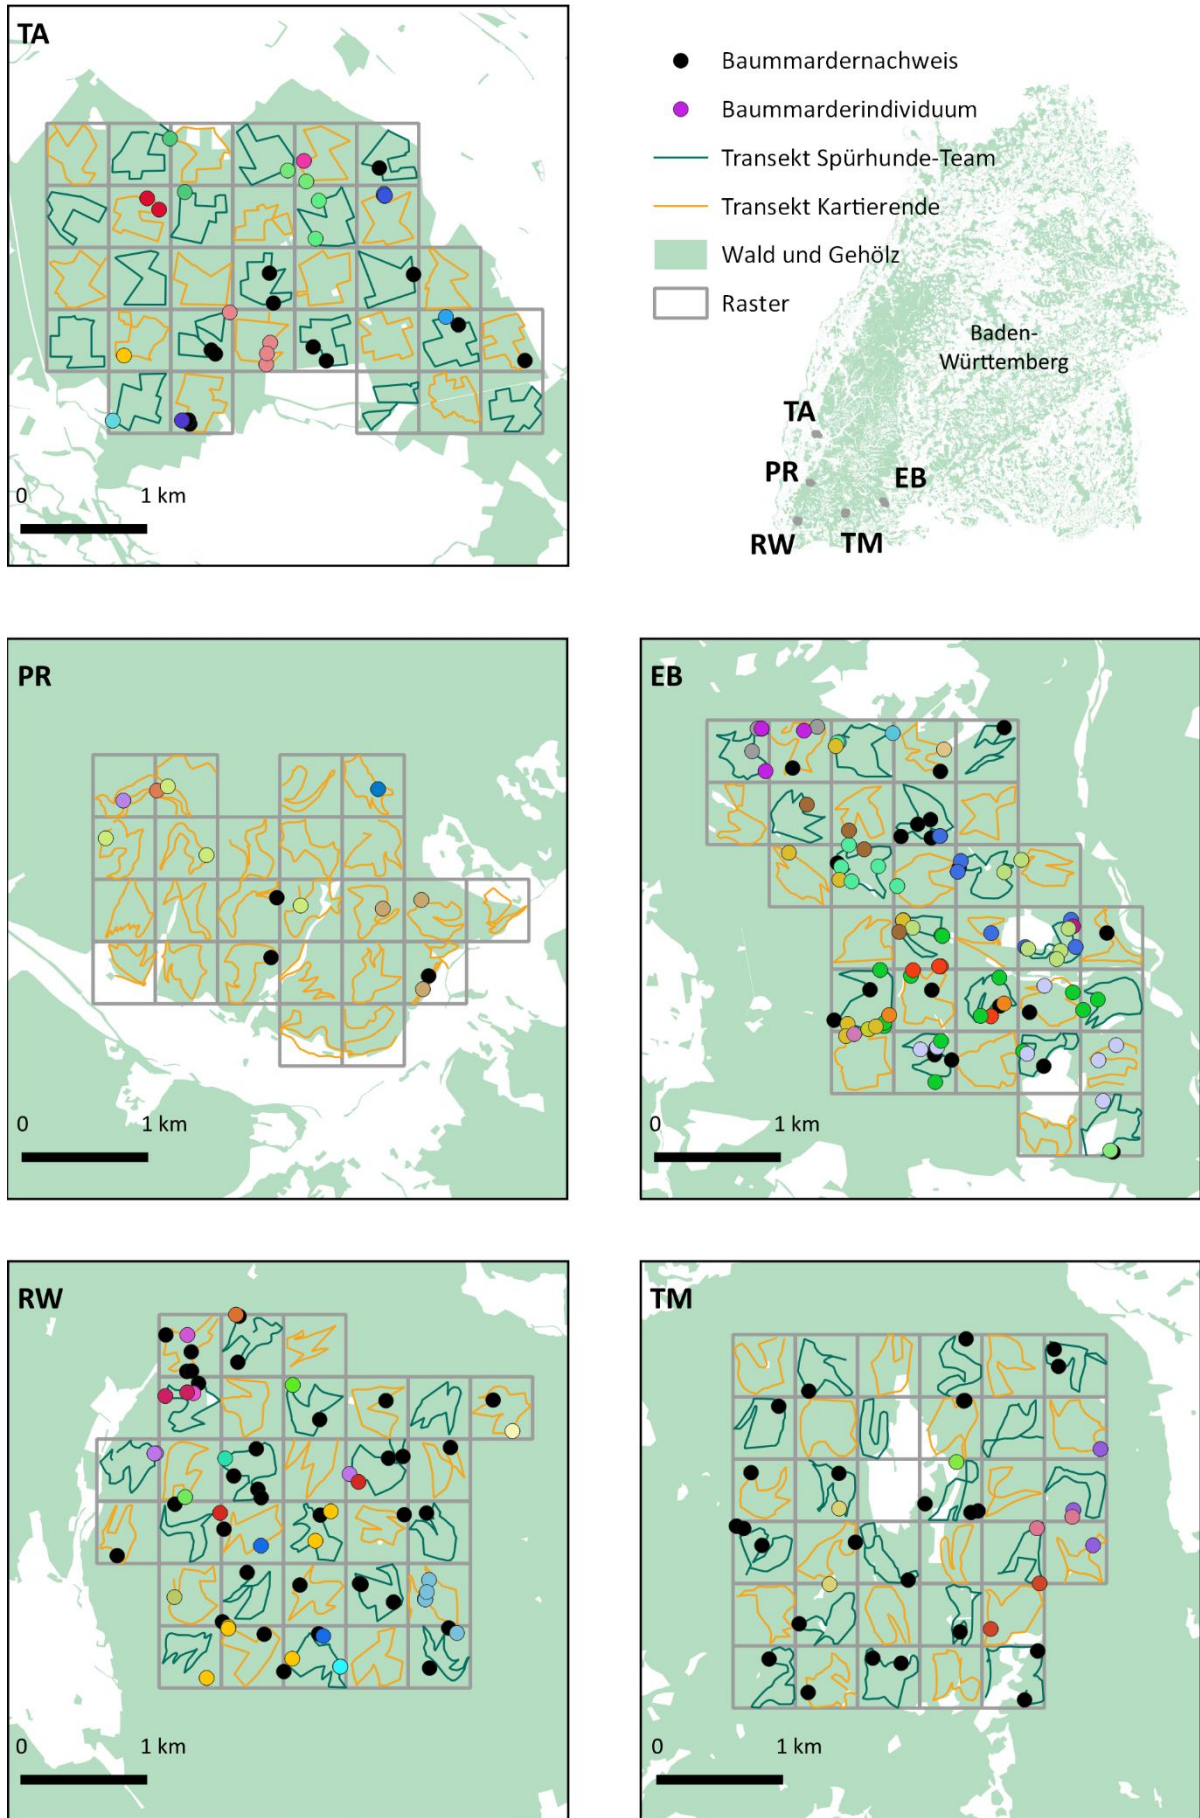 TA
0 1 km
Baummardernachweis
Baummarderindividuum
Transekt Spürhunde-Team
Transekt Kartierende
Wald und Gehölz
Raster
Baden-
Württemberg
TA
PR
EB
RW
TM
PR
0 1 km
EB
0 1 km
RW
0 1 km
TM
0 1 km